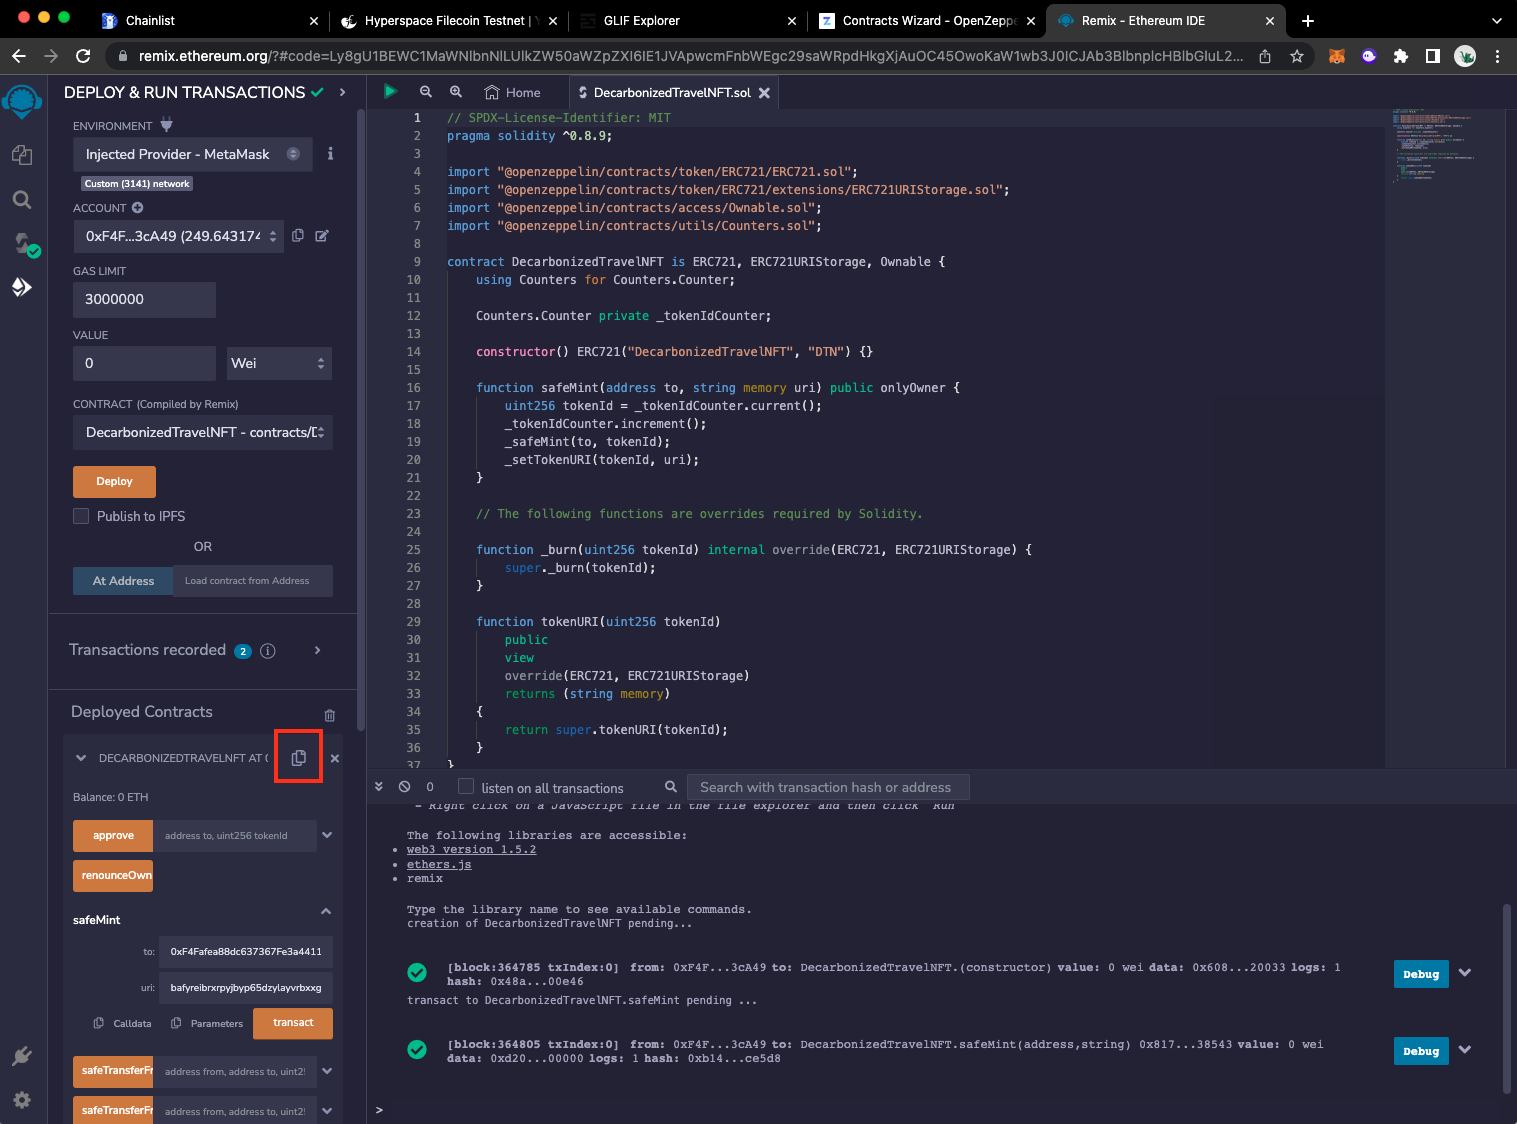 Chainlist
Hyperspace Filecoin Testnet | Y
GLIF Explorer
Contracts Wizard - OpenZeppe
Remix - Ethereum IDE
remix.ethereum.org/?#code=Ly8gU1BEWC1MaWNlbnNlLUlkZW50aWZpZXI6IE1JVApwcmFnbWEgc29saWRpdHkgXjAuOC45OwoKaW1wb3J0ICJAb3BlbnplcHBlbGluL2...
DEPLOY & RUN TRANSACTIONS
ENVIRONMENT
Injected Provider - MetaMask
Custom (3141) network
ACCOUNT
0xF4F...3cA49 (249.643174
GAS LIMIT
3000000
VALUE
0
Wei
CONTRACT (Compiled by Remix)
DecarbonizedTravelNFT - contracts/D
Deploy
Publish to IPFS
OR
At Address
Load contract from Address
Transactions recorded 2
Deployed Contracts
DECARBONIZEDTRAVELNFT AT 0
Balance: 0 ETH
approve
address to, uint256 tokenId
renounceOwn
safeMint
to:
0xF4Fafea88dc637367Fe3a4411
uri:
bafyreibrxrpyjbyp65dzylayvrbxxg
Calldata
Parameters
transact
safeTransferFr
address from, address to, uint25
safeTransferFr
address from, address to, uint25
Home
DecarbonizedTravelNFT.sol
1 // SPDX-License-Identifier: MIT
2 pragma solidity ^0.8.9;
3
4 import "@openzeppelin/contracts/token/ERC721/ERC721.sol";
5 import "@openzeppelin/contracts/token/ERC721/extensions/ERC721URIStorage.sol";
6 import "@openzeppelin/contracts/access/Ownable.sol";
7 import "@openzeppelin/contracts/utils/Counters.sol";
8
9 contract DecarbonizedTravelNFT is ERC721, ERC721URIStorage, Ownable {
10 using Counters for Counters.Counter;
11
12 Counters.Counter private _tokenIdCounter;
13
14 constructor() ERC721("DecarbonizedTravelNFT", "DTN") {}
15
16 function safeMint(address to, string memory uri) public onlyOwner {
17 uint256 tokenId = _tokenIdCounter.current();
18 _tokenIdCounter.increment();
19 _safeMint(to, tokenId);
20 _setTokenURI(tokenId, uri);
21 }
22
23 // The following functions are overrides required by Solidity.
24
25 function _burn(uint256 tokenId) internal override(ERC721, ERC721URIStorage) {
26 super._burn(tokenId);
27 }
28
29 function tokenURI(uint256 tokenId)
30 public
31 view
32 override(ERC721, ERC721URIStorage)
33 returns (string memory)
34 {
35 return super.tokenURI(tokenId);
36 }
37 }
0
listen on all transactions
Search with transaction hash or address
- Right click on a JavaScript file in the file explorer and then click `Run`
The following libraries are accessible:
• web3 version 1.5.2
• ethers.js
• remix
Type the library name to see available commands.
creation of DecarbonizedTravelNFT pending...
[block:364785 txIndex:0] from: 0xF4F...3cA49 to: DecarbonizedTravelNFT.(constructor) value: 0 wei data: 0x608...20033 logs: 1
hash: 0x48a...00e46
Debug
transact to DecarbonizedTravelNFT.safeMint pending ...
[block:364805 txIndex:0] from: 0xF4F...3cA49 to: DecarbonizedTravelNFT.safeMint(address,string) 0x817...38543 value: 0 wei
data: 0xd20...00000 logs: 1 hash: 0xb14...ce5d8
Debug
>